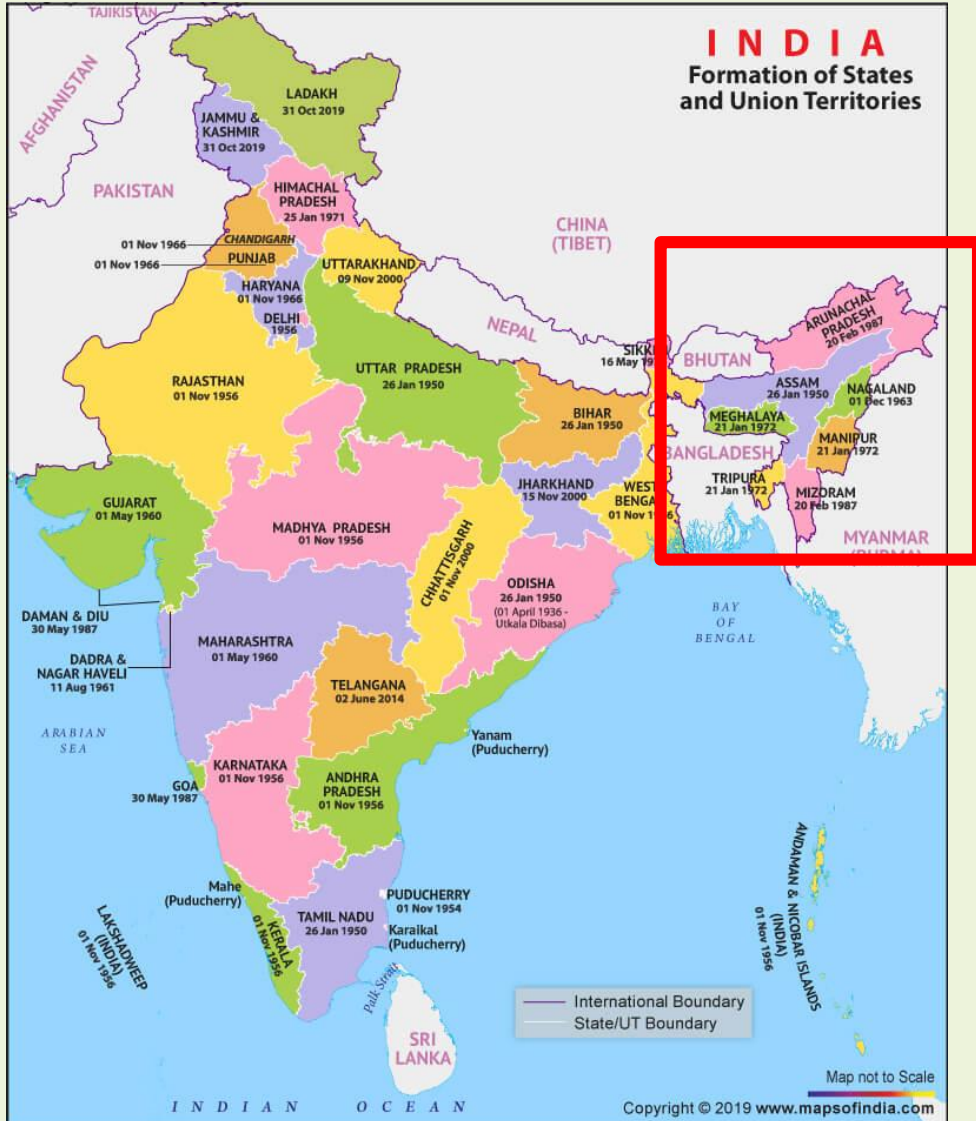 TAJIKISTAN
INDIA
Formation of States
and Union Territories
AFGHANISTAN
LADAKH
31 Oct 2019
JAMMU &
KASHMIR
31 Oct 2019
PAKISTAN
HIMACHAL
PRADESH
25 Jan 1971
CHINA
(TIBET)
CHANDIGARH
01 Nov 1966
PUNJAB
01 Nov 1966
UTTARAKHAND
09 Nov 2000
HARYANA
01 Nov 1966
DELHI
1956
NEPAL
ARUNACHAL
PRADESH
20 Feb 1987
BHUTAN
16 May
RAJASTHAN
01 Nov 1956
UTTAR PRADESH
26 Jan 1950
ASSAM
26 Jan 1950
NAGALAND
01 Dec 1963
BIHAR
26 Jan 1950
MEGHALAYA
21 Jan 1972
MANIPUR
21 Jan 1972
BANGLADESH
GUJARAT
01 May 1960
MADHYA PRADESH
01 Nov 1956
JHARKHAND
15 Nov 2000
WEST
BENGAL
01 Nov
TRIPURA
21 Jan 1972
MIZORAM
20 Feb 1987
MYANMAR
CHHATTISGARH
01 Nov 2000
ODISHA
26 Jan 1950
(01 April 1936 -
Utkala Dibasa)
DAMAN & DIU
30 May 1987
MAHARASHTRA
01 May 1960
DADRA &
NAGAR HAVELI
11 Aug 1961
TELANGANA
02 June 2014
BAY
OF
BENGAL
ARABIAN
SEA
Yanam
(Puducherry)
KARNATAKA
01 Nov 1956
GOA
30 May 1987
ANDHRA
PRADESH
01 Nov 1956
Mahe
(Puducherry)
PUDUCHERRY
01 Nov 1954
ANDAMAN & NICOBAR ISLANDS
(INDIA)
01 Nov 1956
LAKSHADWEEP
(INDIA)
01 Nov 1956
KERALA
01 Nov 1956
TAMIL NADU
26 Jan 1950
Karaikal
(Puducherry)
Palk Strait
SRI
LANKA
International Boundary
State/UT Boundary
Map not to Scale
INDIAN OCEAN
Copyright © 2019 www.mapsofindia.com